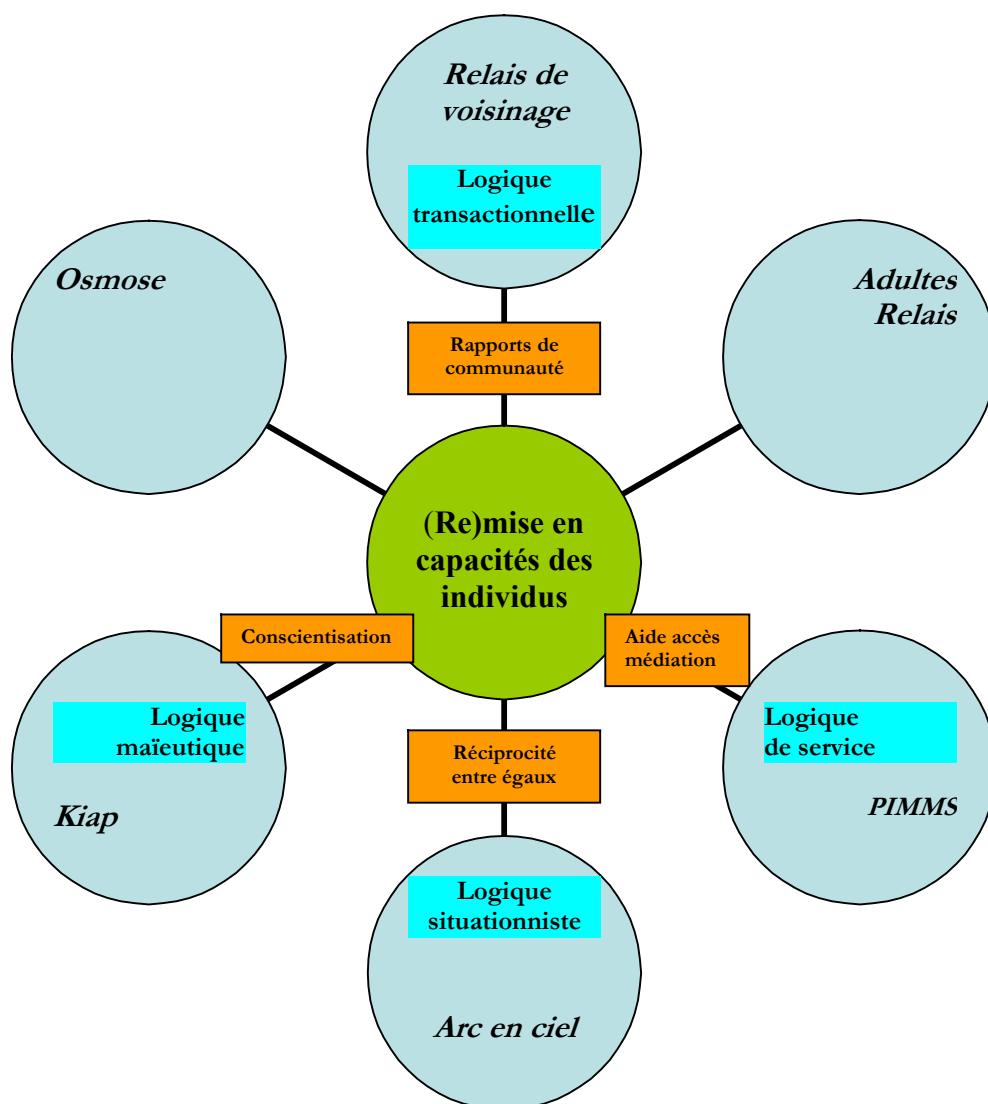 Relais de
voisinage
Logique
transactionnelle
Osmose
Adultes
Relais
Rapports de
communauté
(Re)mise en
capacités des
individus
Conscientisation
Aide accès
médiation
Logique
maïeutique
Kiap
Réciprocité
entre égaux
Logique
de service
PIMMS
Logique
situationniste
Arc en ciel